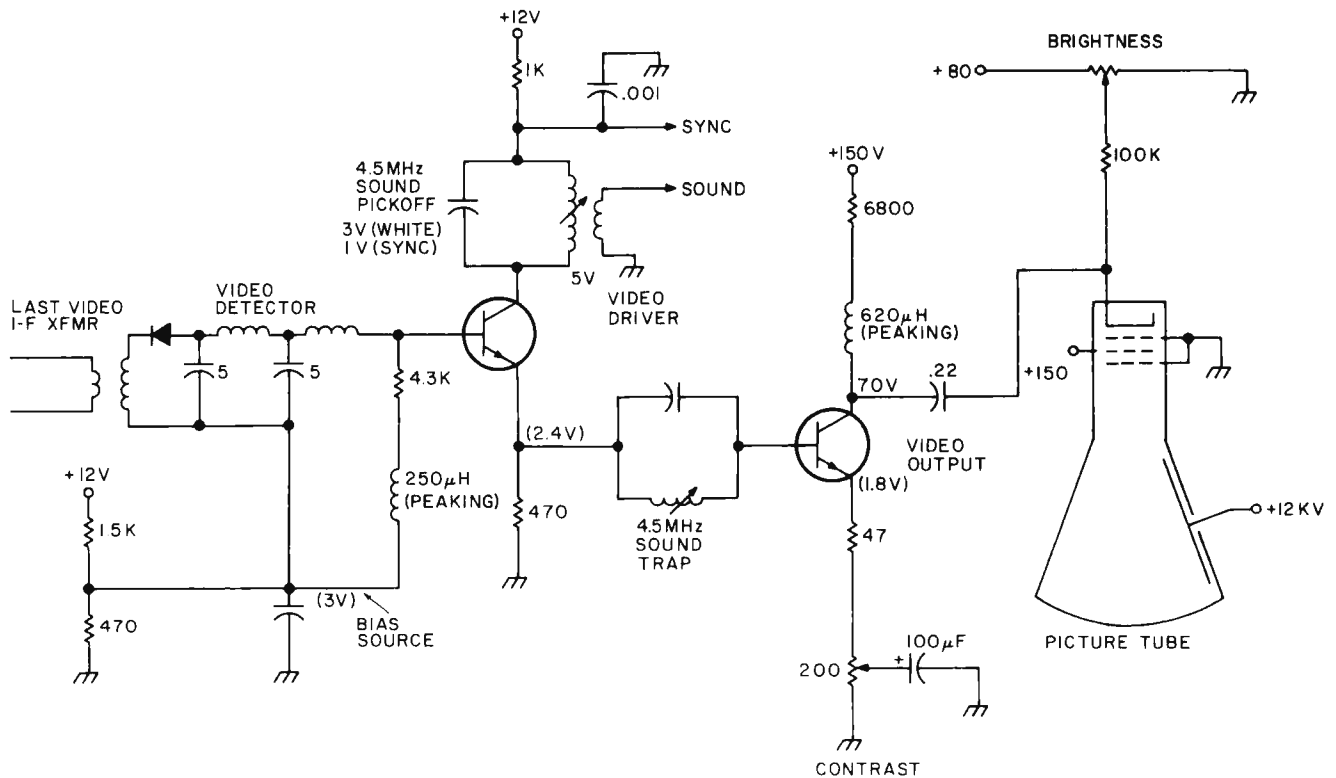 +12V
1K
.001
SYNC
4.5MHz
SOUND
PICKOFF
3V (WHITE)
1V (SYNC)
SOUND
5V
VIDEO
DRIVER
LAST VIDEO
I-F XFMR
VIDEO
DETECTOR
5
5
4.3K
250μH
(PEAKING)
+12V
1.5K
470
(3V)
BIAS
SOURCE
(2.4V)
470
4.5MHz
SOUND
TRAP
+150V
6800
620μH
(PEAKING)
70V
.22
VIDEO
OUTPUT
(1.8V)
47
200
+
100μF
CONTRAST
BRIGHTNESS
+80
100K
+150
+12KV
PICTURE TUBE